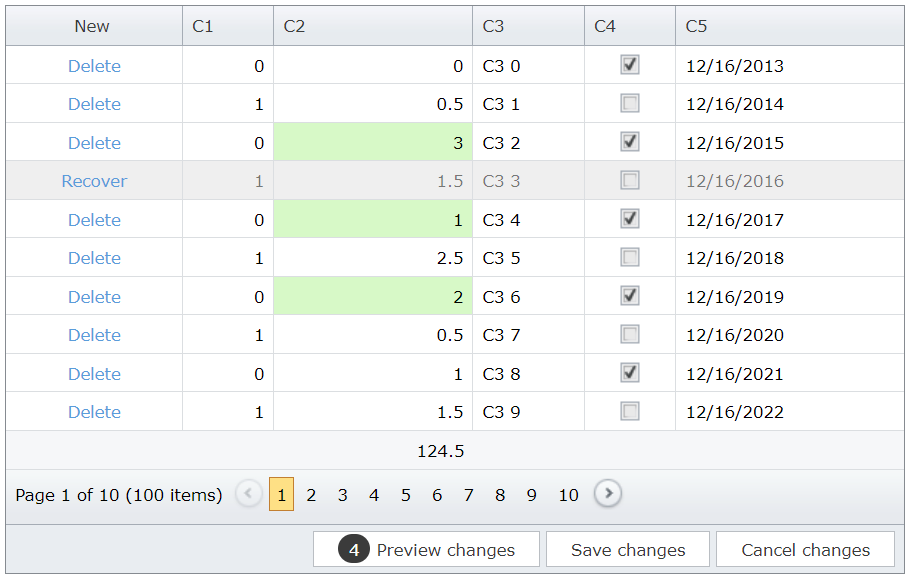 New C1 C2 C3 C4 C5
Delete 0 0 C3 0 12/16/2013
Delete 1 0.5 C3 1 12/16/2014
Delete 0 3 C3 2 12/16/2015
Recover 1 1.5 C3 3 12/16/2016
Delete 0 1 C3 4 12/16/2017
Delete 1 2.5 C3 5 12/16/2018
Delete 0 2 C3 6 12/16/2019
Delete 1 0.5 C3 7 12/16/2020
Delete 0 1 C3 8 12/16/2021
Delete 1 1.5 C3 9 12/16/2022
124.5
Page 1 of 10 (100 items) 1 2 3 4 5 6 7 8 9 10
4 Preview changes Save changes Cancel changes